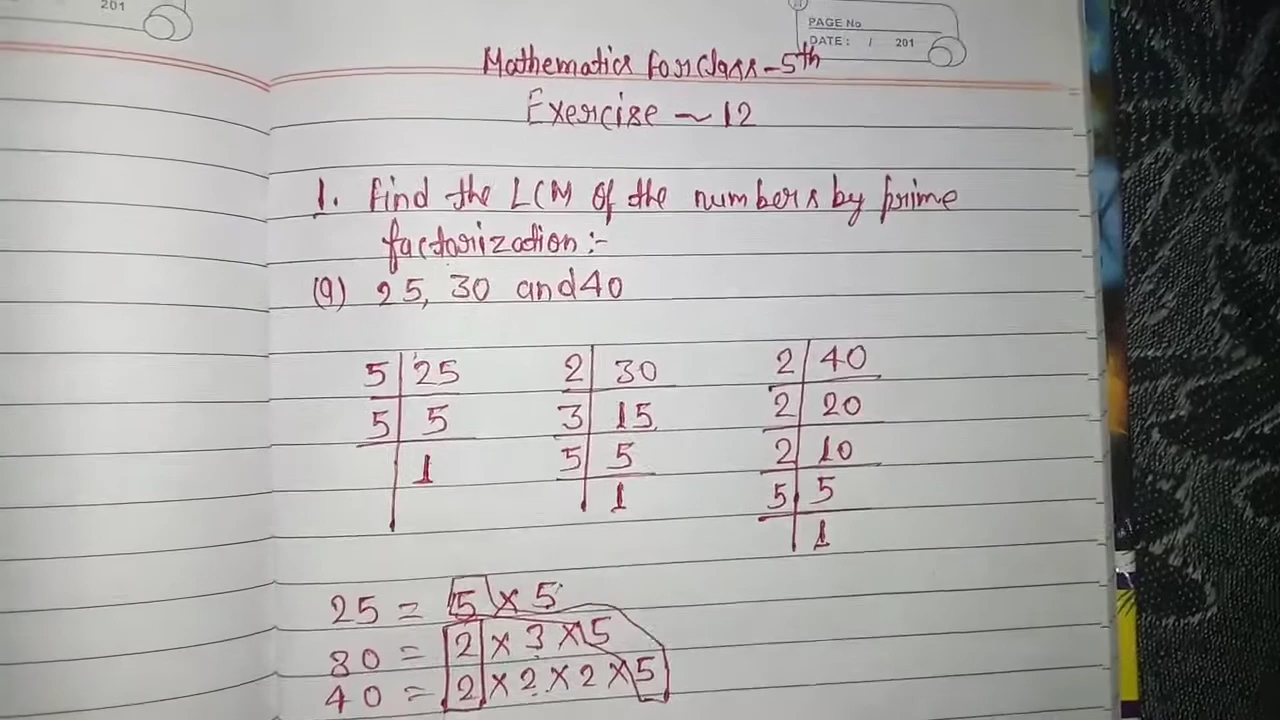 201
PAGE No
DATE: / 201
Mathematics for Class-5th
Exercise ~ 12
1. Find the LCM of the numbers by prime
factorization:-
(a) 25, 30 and 40
5 | 25
5 | 5
1
2 | 30
3 | 15
5 | 5
1
2 | 40
2 | 20
2 | 10
5 | 5
1
25 = 5 × 5
30 = 2 × 3 × 5
40 = 2 × 2 × 2 × 5